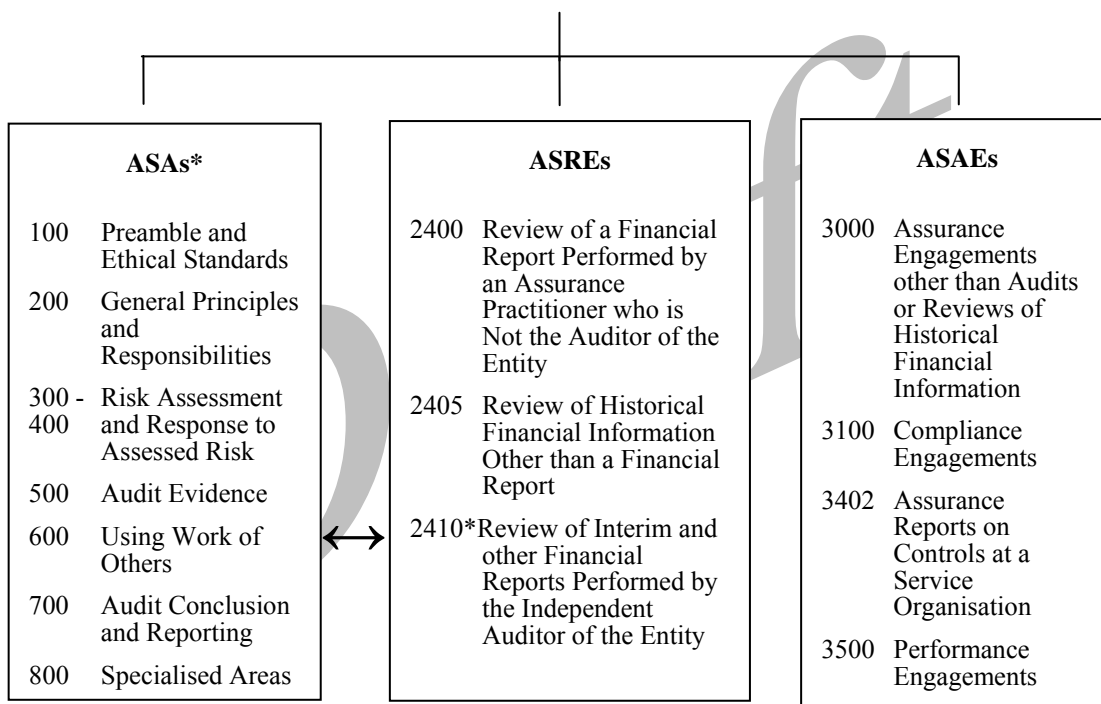 ASAs*
100 Preamble and
Ethical Standards
200 General Principles
and
Responsibilities
300 - Risk Assessment
400 and Response to
Assessed Risk
500 Audit Evidence
600 Using Work of
Others
700 Audit Conclusion
and Reporting
800 Specialised Areas
ASREs
2400 Review of a Financial
Report Performed by
an Assurance
Practitioner who is
Not the Auditor of the
Entity
2405 Review of Historical
Financial Information
Other than a Financial
Report
2410*Review of Interim and
other Financial
Reports Performed by
the Independent
Auditor of the Entity
ASAEs
3000 Assurance
Engagements
other than Audits
or Reviews of
Historical
Financial
Information
3100 Compliance
Engagements
3402 Assurance
Reports on
Controls at a
Service
Organisation
3500 Performance
Engagements